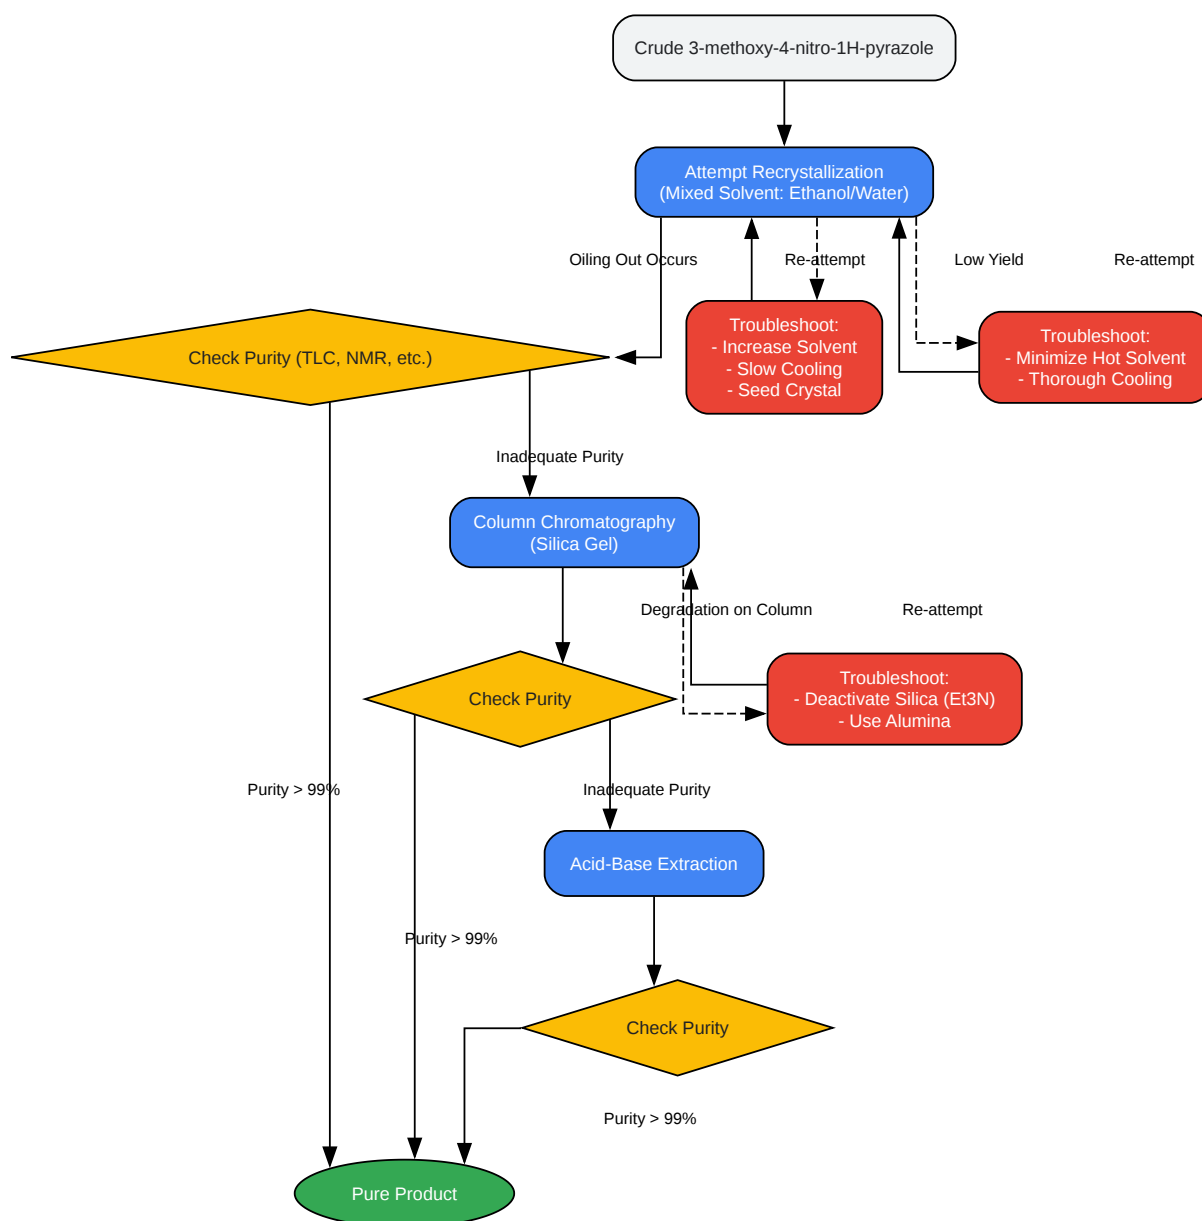 Crude 3-methoxy-4-nitro-1H-pyrazole
Attempt Recrystallization
(Mixed Solvent: Ethanol/Water)
Oiling Out Occurs
Re-attempt
Low Yield
Re-attempt
Check Purity (TLC, NMR, etc.)
Troubleshoot:
- Increase Solvent
- Slow Cooling
- Seed Crystal
Troubleshoot:
- Minimize Hot Solvent
- Thorough Cooling
Inadequate Purity
Column Chromatography
(Silica Gel)
Degradation on Column
Re-attempt
Check Purity
Troubleshoot:
- Deactivate Silica (Et3N)
- Use Alumina
Purity > 99%
Inadequate Purity
Acid-Base Extraction
Purity > 99%
Check Purity
Purity > 99%
Pure Product